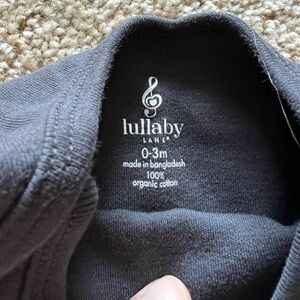 lullaby
LANE®
0-3m
made in bangladesh
100%
organic cotton